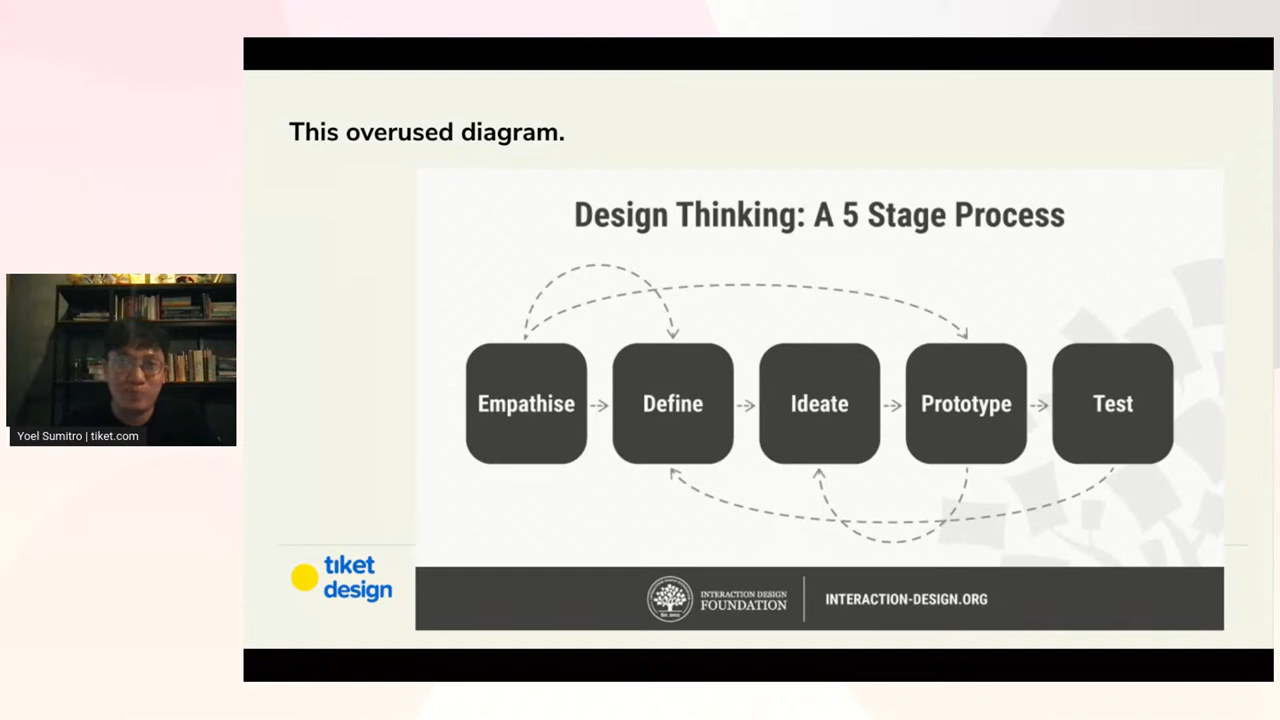 This overused diagram.
Design Thinking: A 5 Stage Process
Empathise
Define
Ideate
Prototype
Test
Yoel Sumitro | tiket.com
tiket
design
INTERACTION DESIGN
FOUNDATION
INTERACTION-DESIGN.ORG